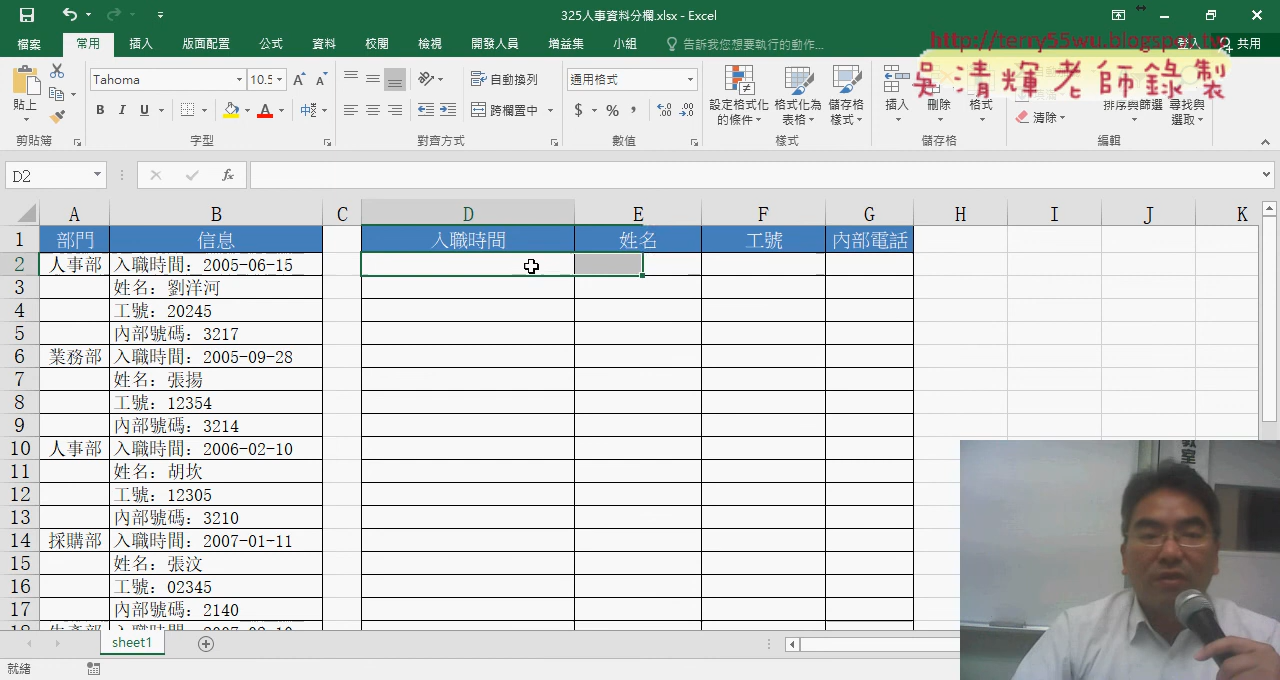 325人事資料分欄.xlsx - Excel
檔案 常用 插入 版面配置 公式 資料 校閱 檢視 開發人員 增益集 小組 告訴我您想要執行的動作... 登入 共用
http://terry55wu.blogspot.tw
吳清輝老師錄製
貼上 Tahoma 10.5 自動換列 通用格式 設定格式化的條件 格式化為表格 儲存格樣式 插入 刪除 格式 排序與篩選 尋找與選取
B I U 中 跨欄置中 $ % , 清除
剪貼簿 字型 對齊方式 數值 樣式 儲存格 編輯
D2 fx
A B C D E F G H I J K
1 部門 信息 入職時間 姓名 工號 內部電話
2 人事部 入職時間：2005-06-15
3 姓名：劉洋河
4 工號：20245
5 內部號碼：3217
6 業務部 入職時間：2005-09-28
7 姓名：張揚
8 工號：12354
9 內部號碼：3214
10 人事部 入職時間：2006-02-10
11 姓名：胡坎
12 工號：12305
13 內部號碼：3210
14 採購部 入職時間：2007-01-11
15 姓名：張汶
16 工號：02345
17 內部號碼：2140
sheet1
就緒